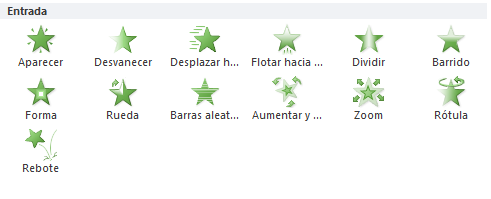 Entrada
Aparecer Desvanecer Desplazar h... Flotar hacia ... Dividir Barrido
Forma Rueda Barras aleat... Aumentar y ... Zoom Rótula
Rebote